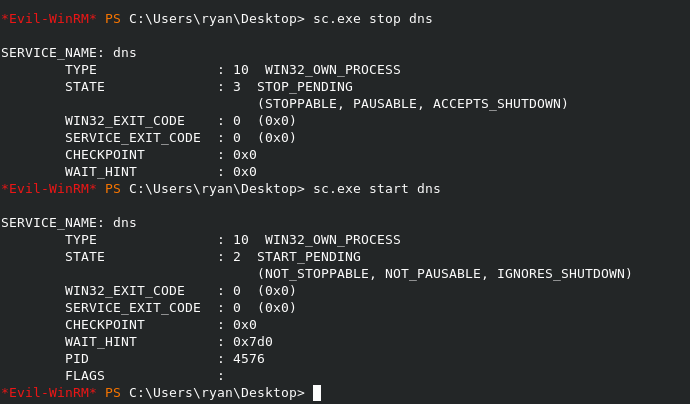 *Evil-WinRM* PS C:\Users\ryan\Desktop> sc.exe stop dns
SERVICE_NAME: dns
        TYPE               : 10  WIN32_OWN_PROCESS
        STATE              : 3  STOP_PENDING
                                (STOPPABLE, PAUSABLE, ACCEPTS_SHUTDOWN)
        WIN32_EXIT_CODE    : 0  (0x0)
        SERVICE_EXIT_CODE  : 0  (0x0)
        CHECKPOINT         : 0x0
        WAIT_HINT          : 0x0
*Evil-WinRM* PS C:\Users\ryan\Desktop> sc.exe start dns
SERVICE_NAME: dns
        TYPE               : 10  WIN32_OWN_PROCESS
        STATE              : 2  START_PENDING
                                (NOT_STOPPABLE, NOT_PAUSABLE, IGNORES_SHUTDOWN)
        WIN32_EXIT_CODE    : 0  (0x0)
        SERVICE_EXIT_CODE  : 0  (0x0)
        CHECKPOINT         : 0x0
        WAIT_HINT          : 0x7d0
        PID                : 4576
        FLAGS              :
*Evil-WinRM* PS C:\Users\ryan\Desktop>